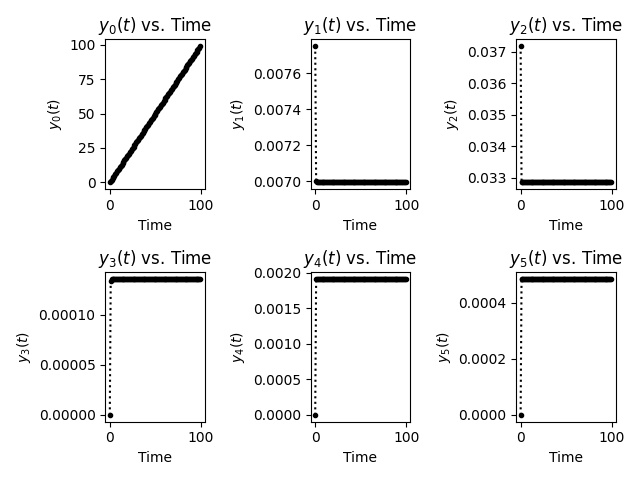 y₀(t) vs. Time
y₁(t) vs. Time
y₂(t) vs. Time
100
75
50
25
0
y₀(t)
0.0076
0.0074
0.0072
0.0070
y₁(t)
0.037
0.036
0.035
0.034
0.033
y₂(t)
0 100
0 100
0 100
Time
Time
Time
y₃(t) vs. Time
y₄(t) vs. Time
y₅(t) vs. Time
0.00010
0.00005
0.00000
y₃(t)
0.0020
0.0015
0.0010
0.0005
0.0000
y₄(t)
0.0004
0.0002
0.0000
y₅(t)
0 100
0 100
0 100
Time
Time
Time